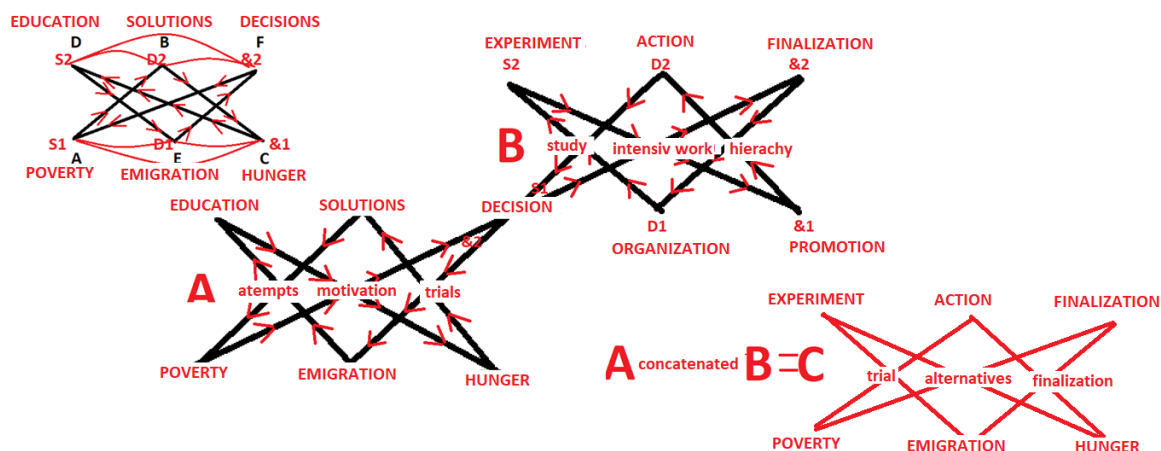 EDUCATION SOLUTIONS DECISIONS
D B F
S2 D2 &2
S1 D1 &1
A E C
POVERTY EMIGRATION HUNGER
EXPERIMENT ACTION FINALIZATION
S2 D2 &2
B study intensiv work hierachy
S1
D1 &1
ORGANIZATION PROMOTION
EDUCATION SOLUTIONS DECISION
&2
A atempts motivation trials
POVERTY EMIGRATION HUNGER
A concatenated B = C
EXPERIMENT ACTION FINALIZATION
trial alternatives finalization
POVERTY EMIGRATION HUNGER